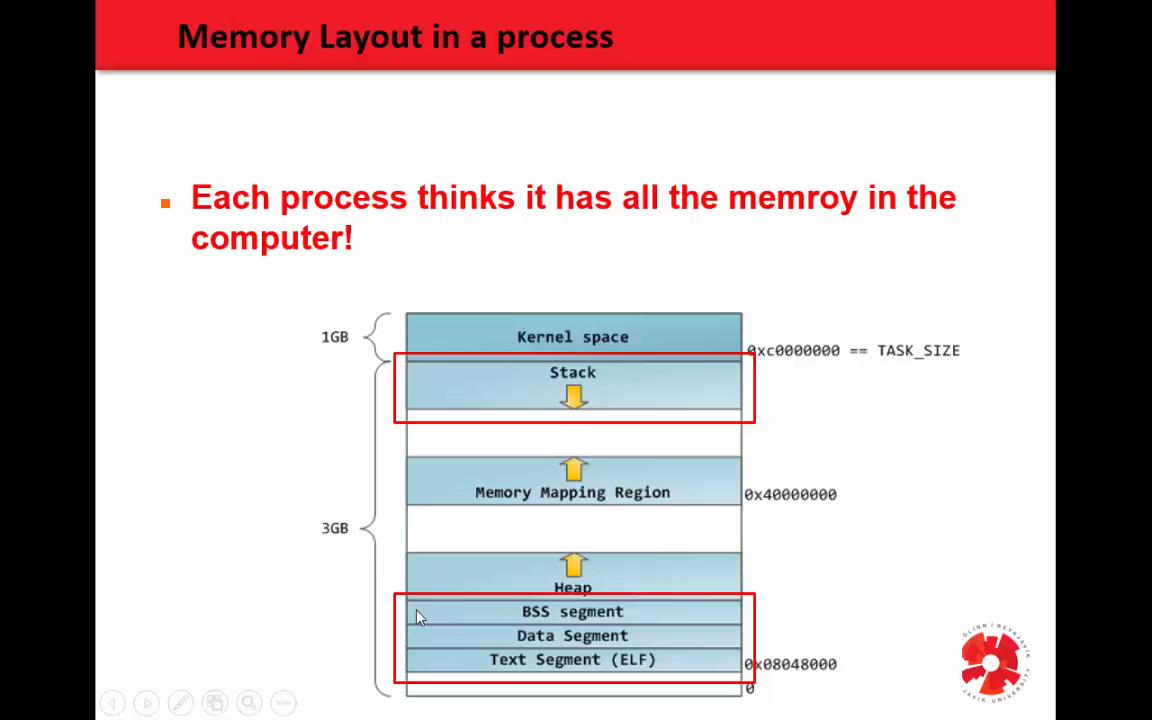 Memory Layout in a process
Each process thinks it has all the memroy in the
computer!
1GB
Kernel space
0xc0000000 == TASK_SIZE
Stack
Memory Mapping Region
0x40000000
3GB
Heap
BSS segment
Data Segment
Text Segment (ELF)
0x08048000
0